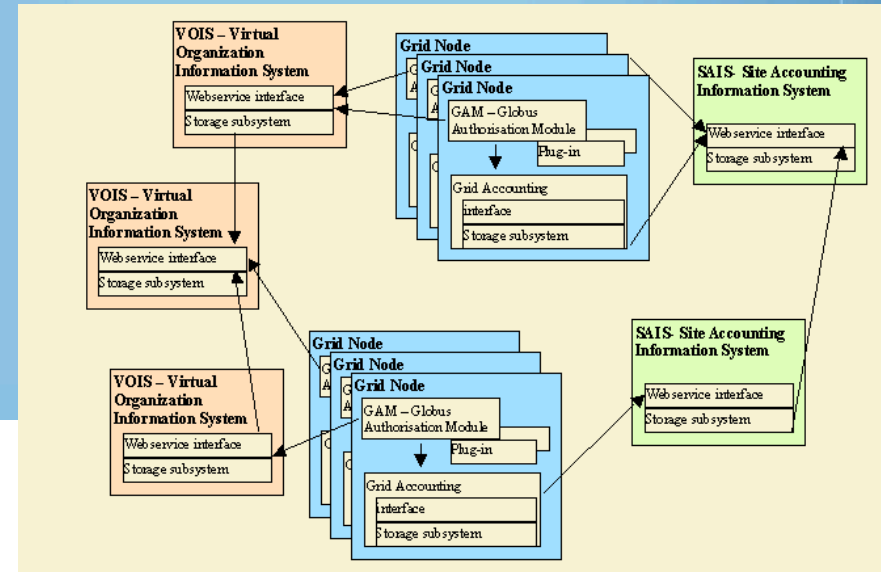 VOIS – Virtual
Organization
Information System
Webservice interface
Storage subsystem
Grid Node
Grid Node
Grid Node
GAM – Globus
Authorisation Module
Plug-in
Grid Accounting
interface
Storage subsystem
SAIS- Site Accounting
Information System
Webservice interface
Storage subsystem
VOIS – Virtual
Organization
Information System
Webservice interface
Storage subsystem
VOIS – Virtual
Organization
Information System
Webservice interface
Storage subsystem
Grid Node
Grid Node
Grid Node
GAM – Globus
Authorisation Module
Plug-in
Grid Accounting
interface
Storage subsystem
SAIS- Site Accounting
Information System
Webservice interface
Storage subsystem